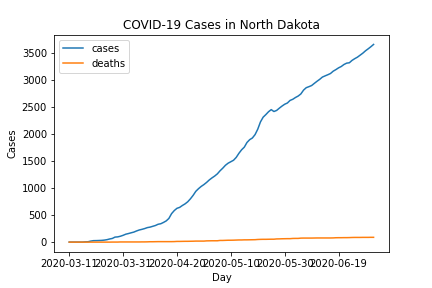 COVID-19 Cases in North Dakota
cases
deaths
3500
3000
2500
2000
1500
1000
500
0
Cases
2020-03-11 2020-03-31 2020-04-20 2020-05-10 2020-05-30 2020-06-19
Day